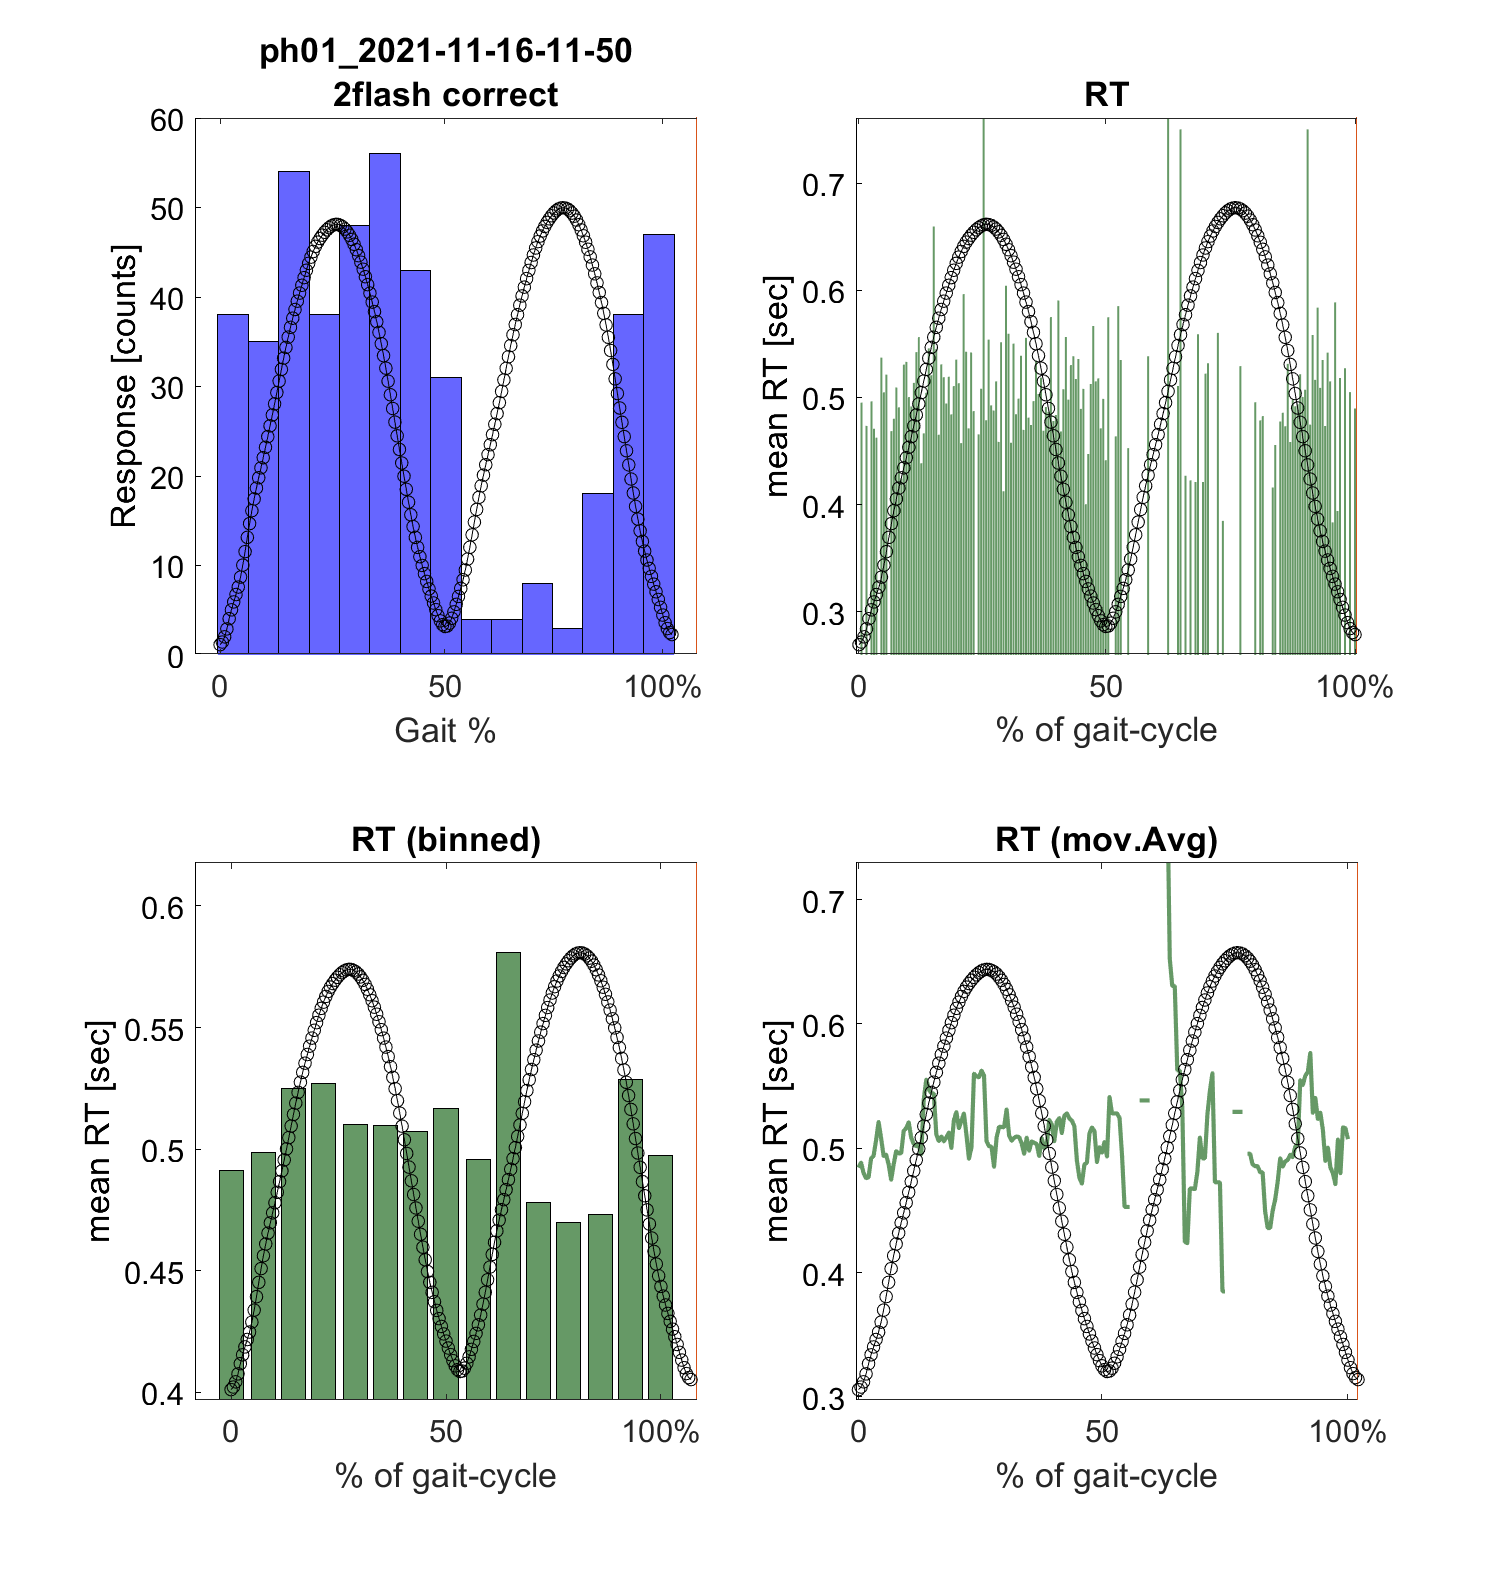 ph01_2021-11-16-11-50
2flash correct
60
50
40
30
20
10
0
Response [counts]
0 50 100%
Gait %
RT
0.7
0.6
0.5
0.4
0.3
mean RT [sec]
0 50 100%
% of gait-cycle
RT (binned)
0.6
0.55
0.5
0.45
0.4
mean RT [sec]
0 50 100%
% of gait-cycle
RT (mov.Avg)
0.7
0.6
0.5
0.4
0.3
mean RT [sec]
0 50 100%
% of gait-cycle